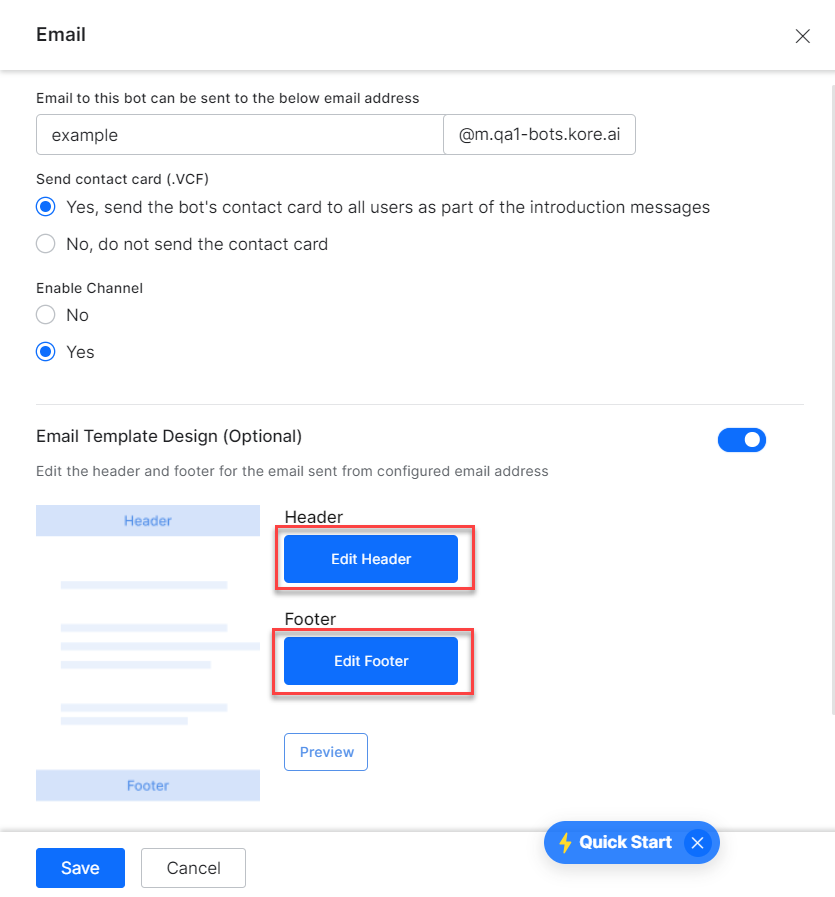 Email
Email to this bot can be sent to the below email address
example @m.qa1-bots.kore.ai
Send contact card (.VCF)
Yes, send the bot's contact card to all users as part of the introduction messages
No, do not send the contact card
Enable Channel
No
Yes
Email Template Design (Optional)
Edit the header and footer for the email sent from configured email address
Header
Header
Edit Header
Footer
Edit Footer
Preview
Footer
Quick Start
Save Cancel